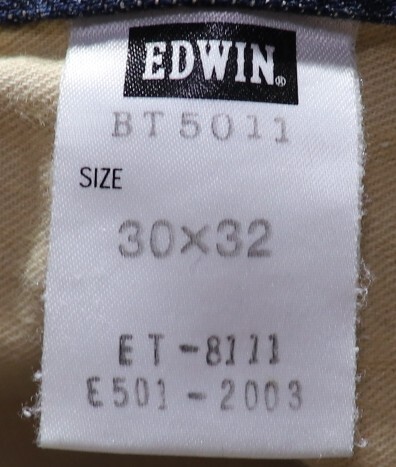 EDWIN®
BT5011
SIZE
30×32
ET-8111
E501-2003